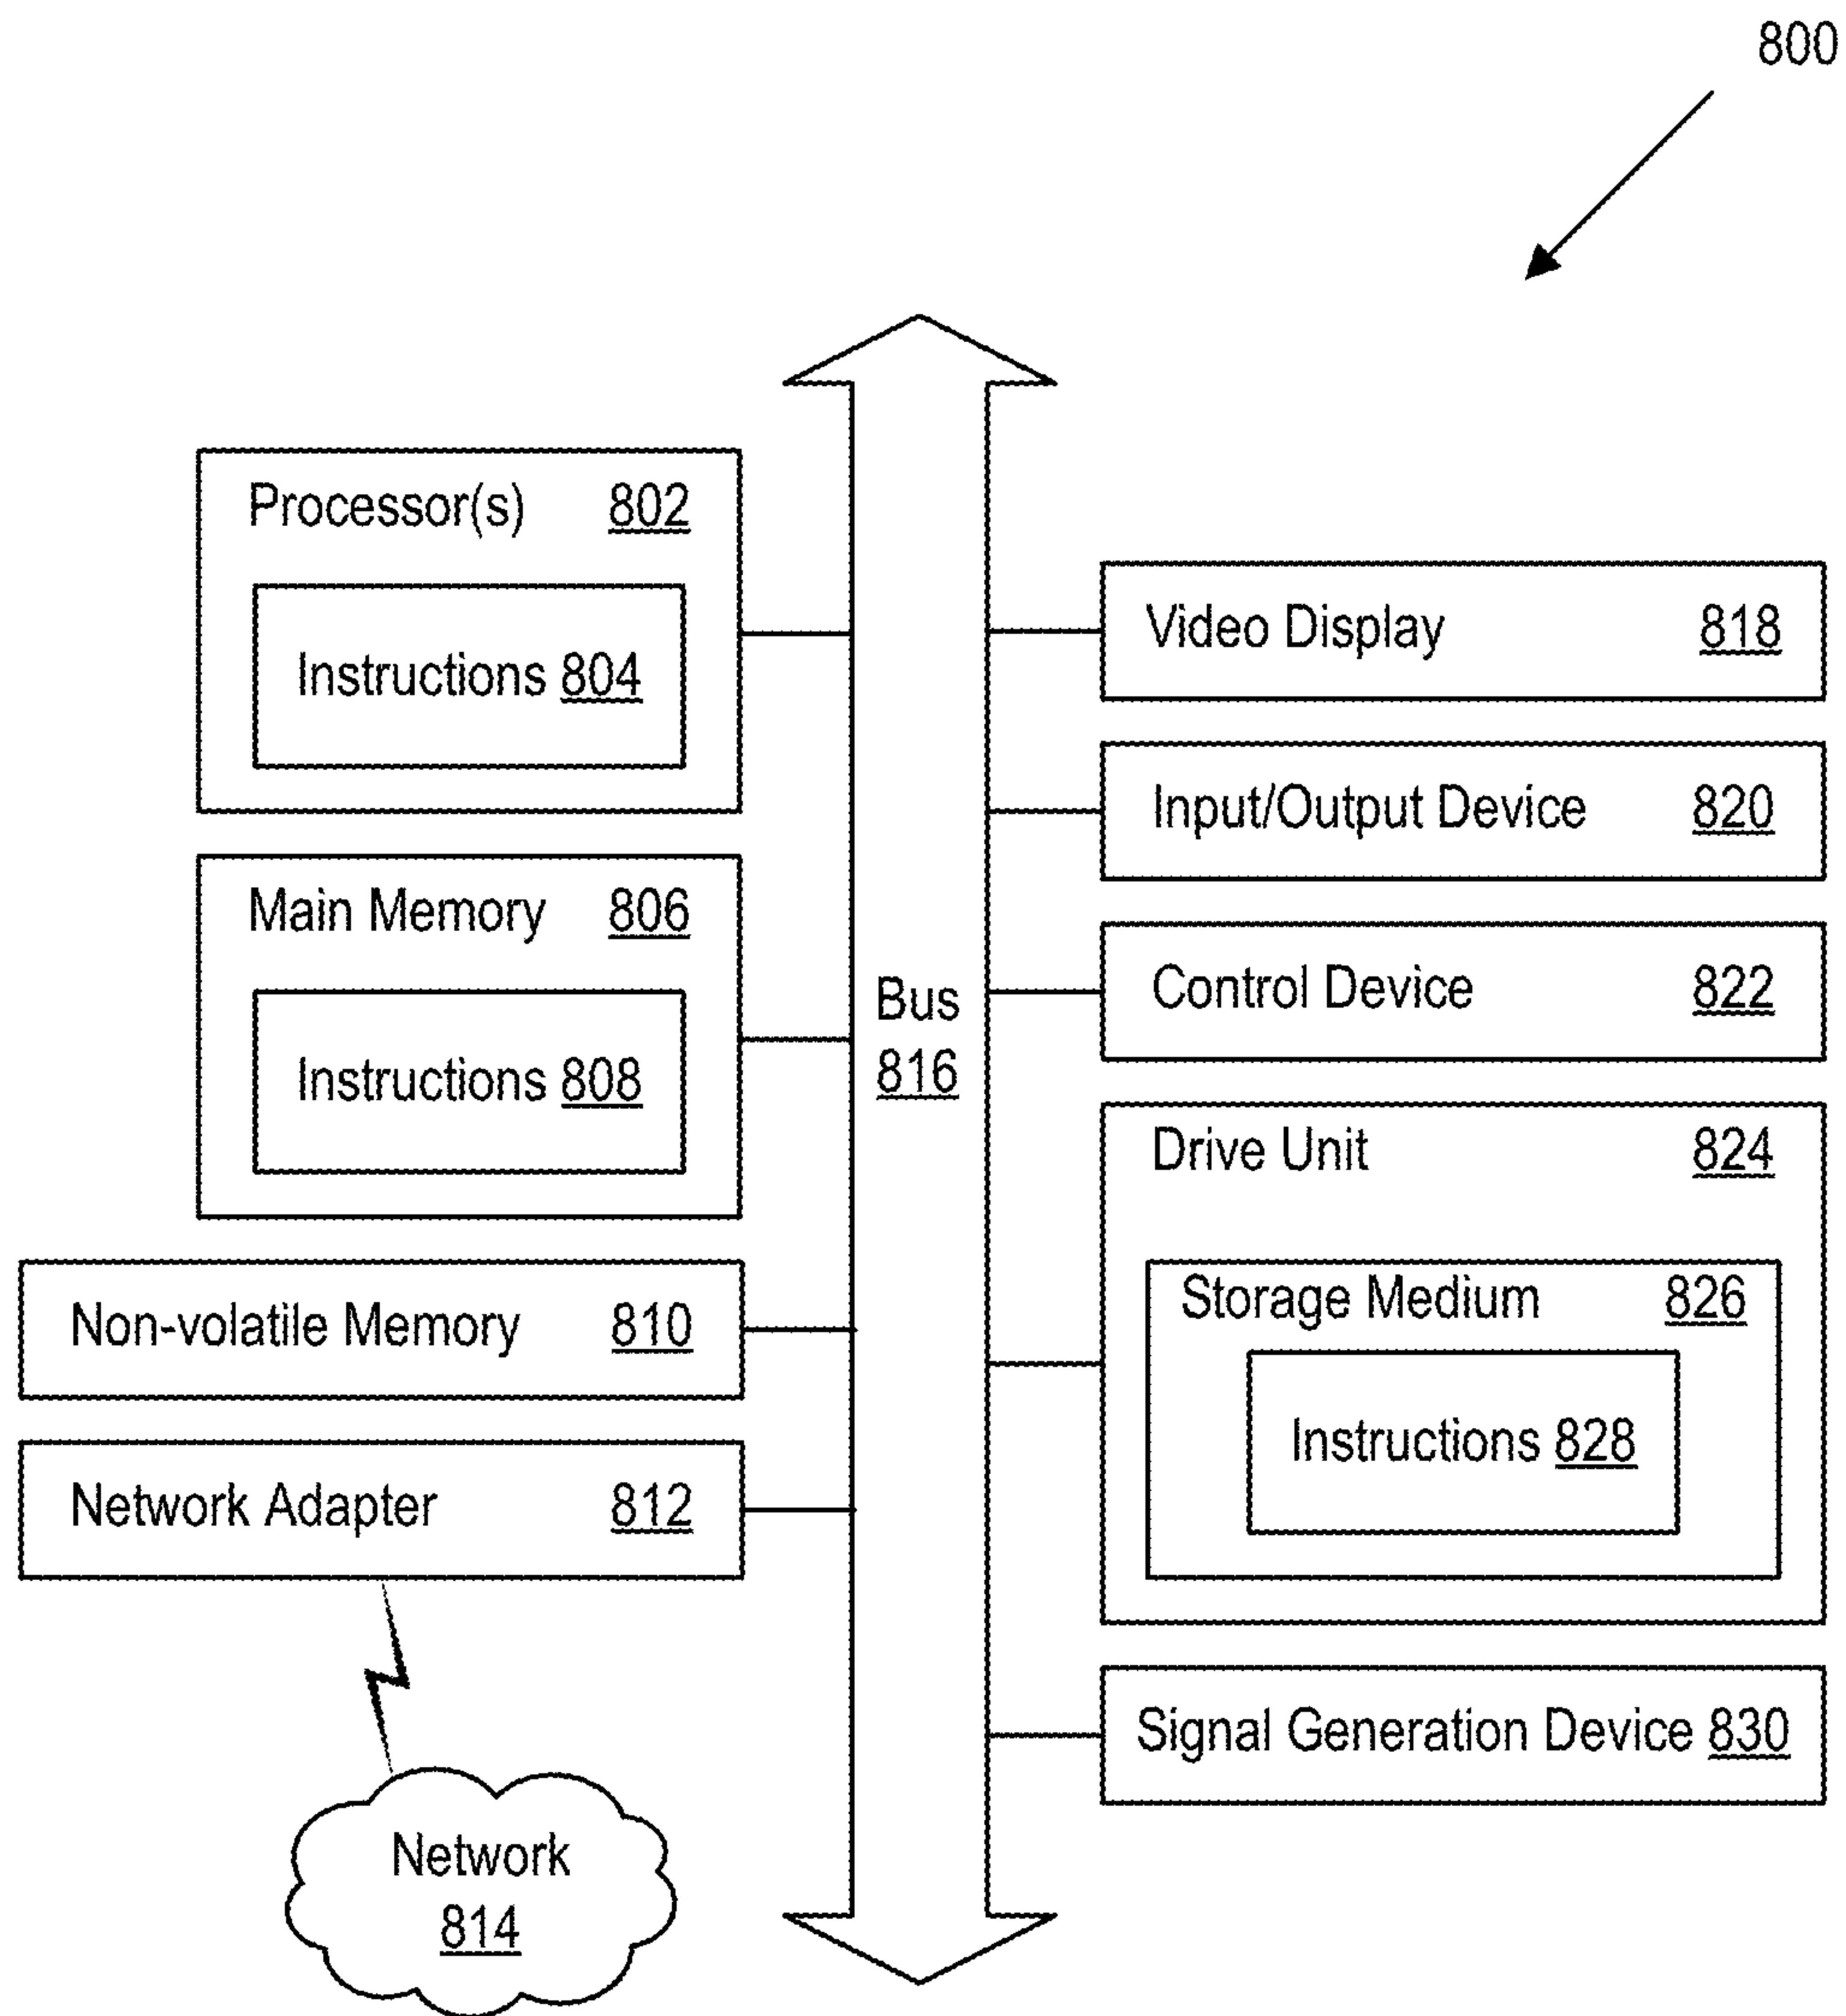 800
Processor(s) 802
Instructions 804
Main Memory 806
Instructions 808
Non-volatile Memory 810
Network Adapter 812
Network
814
Bus
816
Video Display 818
Input/Output Device 820
Control Device 822
Drive Unit 824
Storage Medium 826
Instructions 828
Signal Generation Device 830